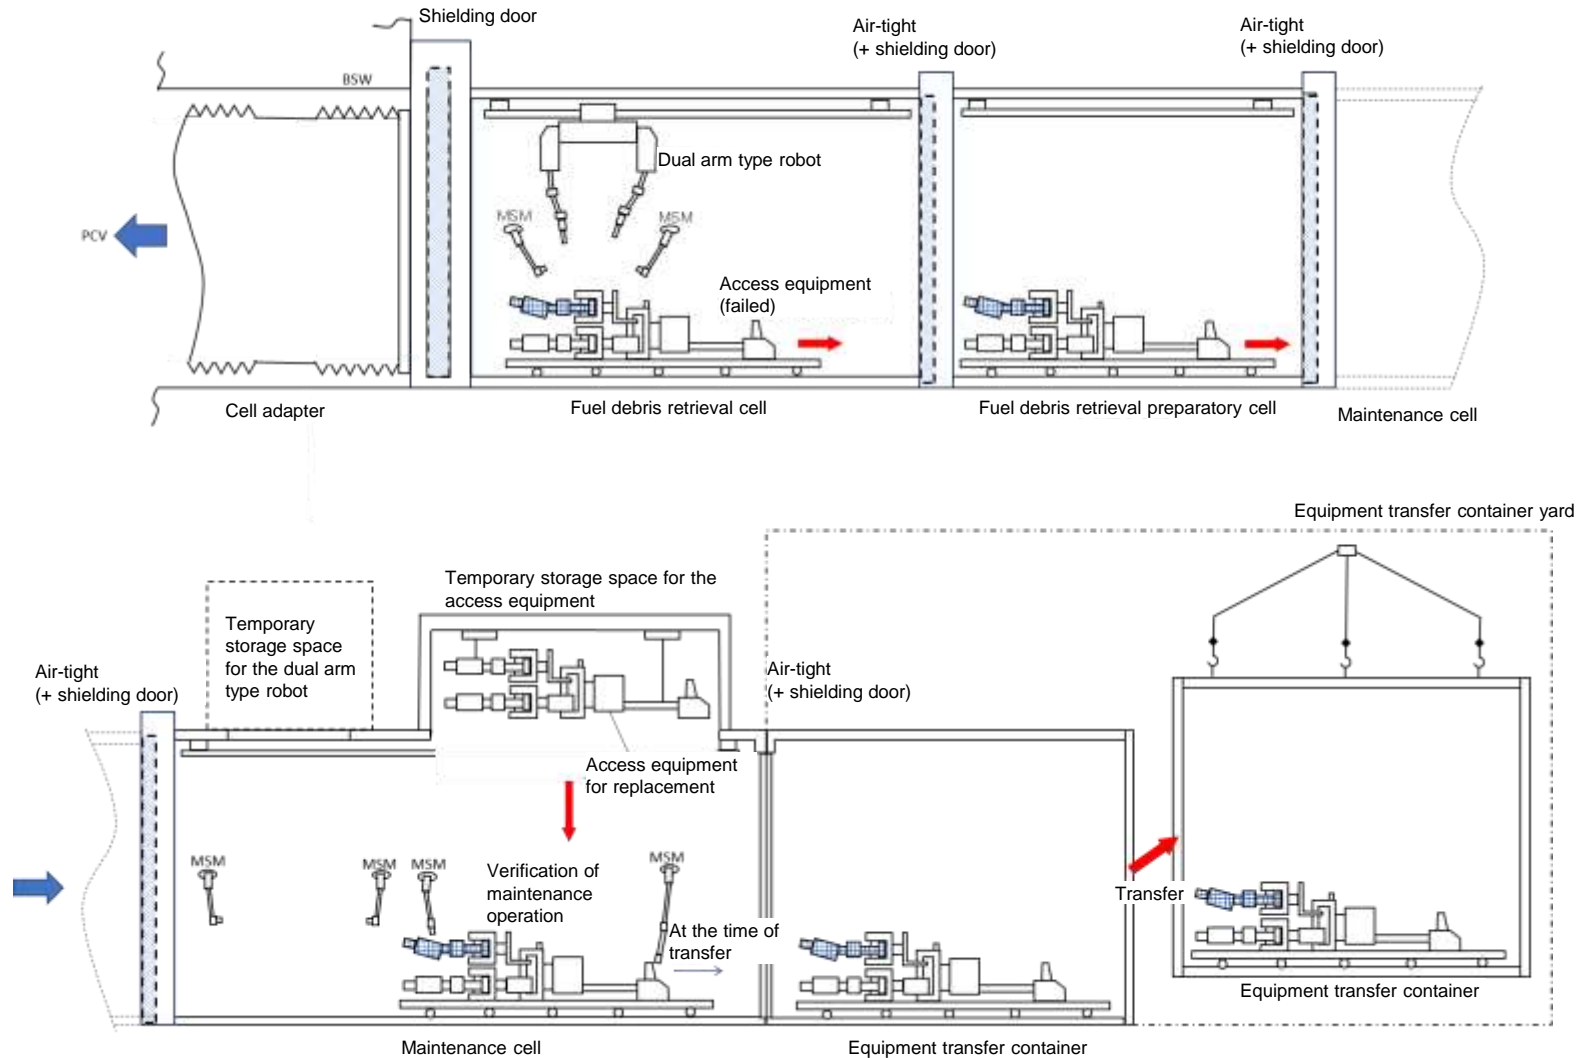 Shielding door
Air-tight
(+ shielding door)
Air-tight
(+ shielding door)
BSW
Dual arm type robot
MSM
MSM
PCV
Access equipment
(failed)
Cell adapter
Fuel debris retrieval cell
Fuel debris retrieval preparatory cell
Maintenance cell
Equipment transfer container yard
Temporary storage space for the
access equipment
Temporary
storage space
for the dual arm
type robot
Air-tight
(+ shielding door)
Air-tight
(+ shielding door)
Access equipment
for replacement
MSM
MSM
MSM
MSM
Verification of
maintenance
operation
At the time of
transfer
Transfer
Equipment transfer container
Maintenance cell
Equipment transfer container